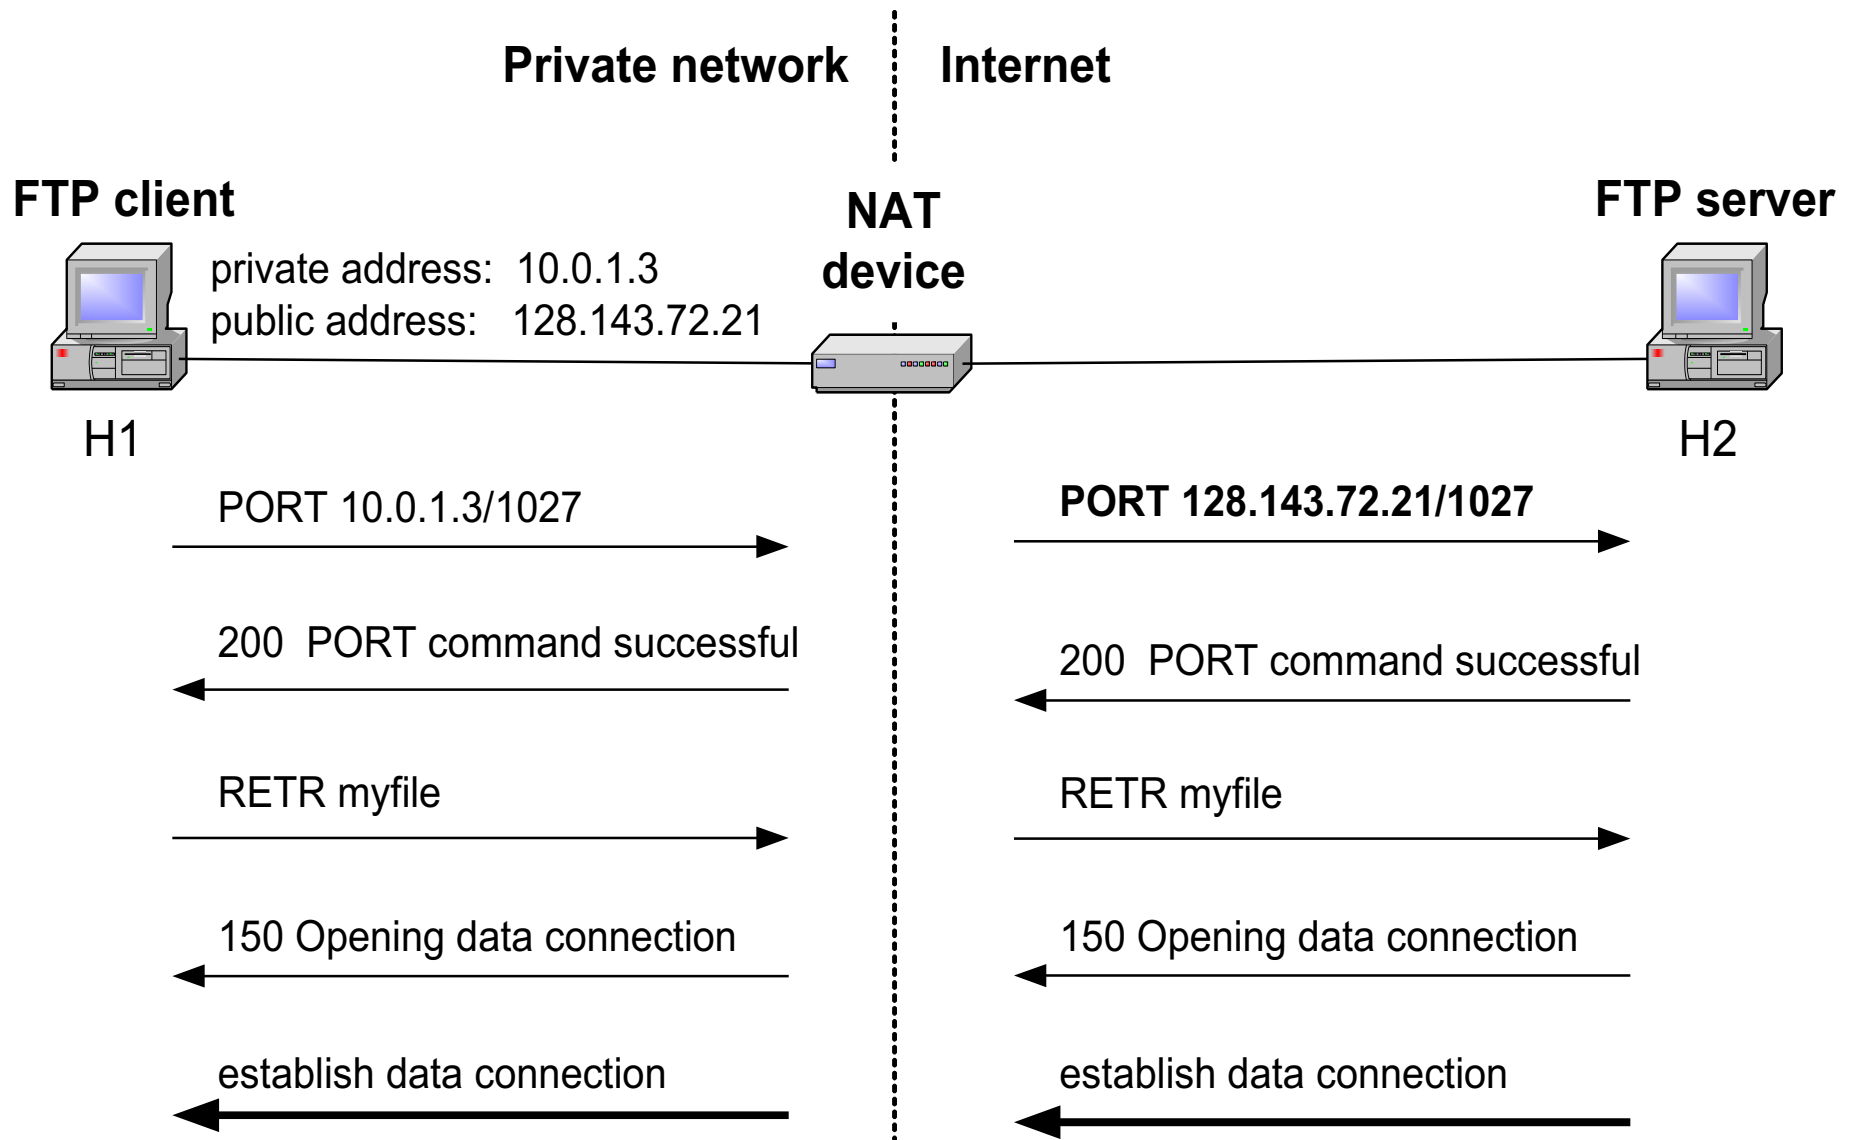 Private network
Internet
FTP client
NAT
device
FTP server
private address: 10.0.1.3
public address: 128.143.72.21
H1
H2
PORT 10.0.1.3/1027
PORT 128.143.72.21/1027
200 PORT command successful
200 PORT command successful
RETR myfile
RETR myfile
150 Opening data connection
150 Opening data connection
establish data connection
establish data connection